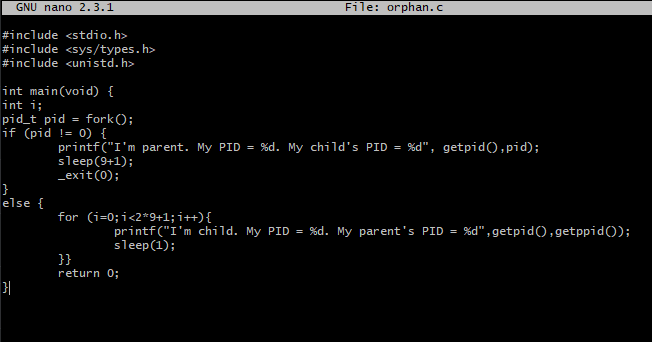 GNU nano 2.3.1 File: orphan.c
#include <stdio.h>
#include <sys/types.h>
#include <unistd.h>
int main(void) {
int i;
pid_t pid = fork();
if (pid != 0) {
printf("I'm parent. My PID = %d. My child's PID = %d", getpid(),pid);
sleep(9+1);
_exit(0);
}
else {
for (i=0;i<2*9+1;i++){
printf("I'm child. My PID = %d. My parent's PID = %d",getpid(),getppid());
sleep(1);
}}
return 0;
}